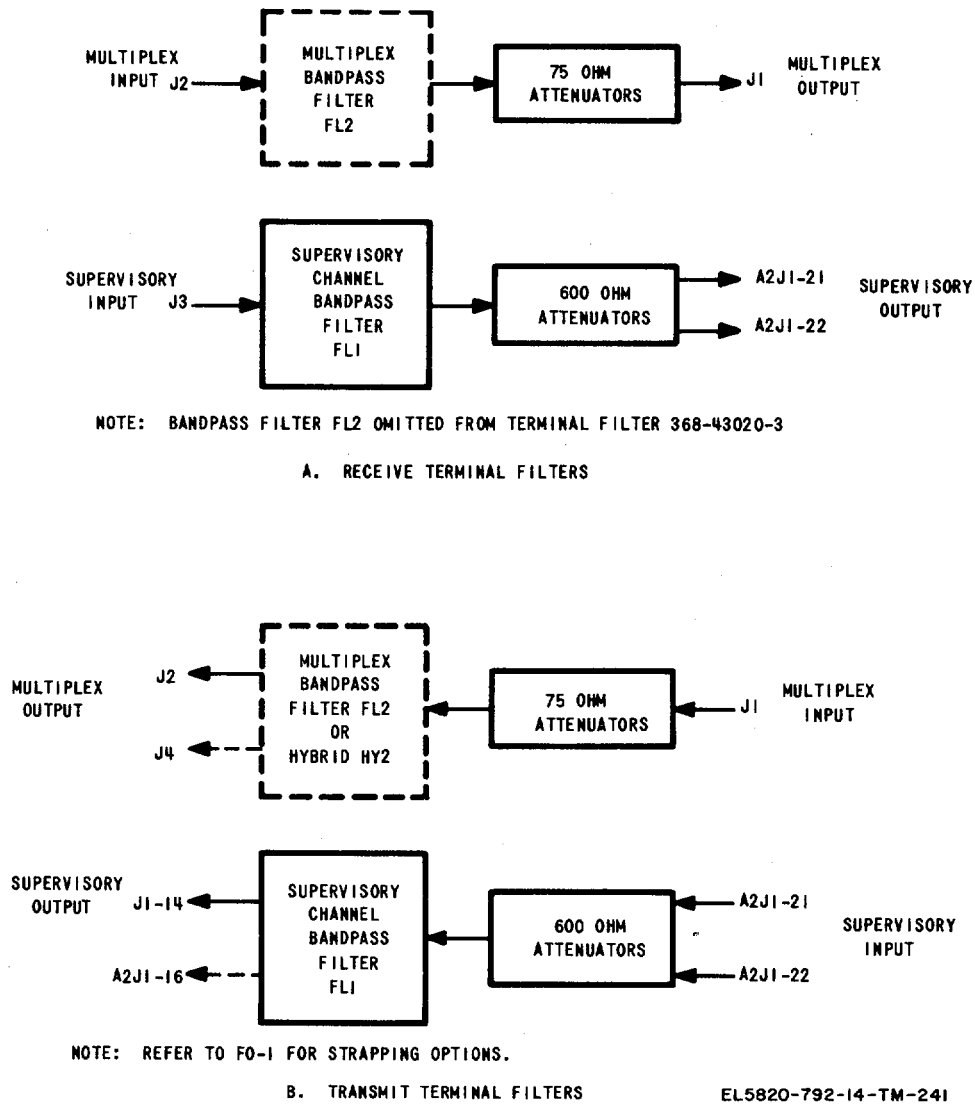 MULTIPLEX
INPUT J2
MULTIPLEX
BANDPASS
FILTER
FL2
75 OHM
ATTENUATORS
J1
MULTIPLEX
OUTPUT
SUPERVISORY
INPUT J3
SUPERVISORY
CHANNEL
BANDPASS
FILTER
FL1
600 OHM
ATTENUATORS
A2J1-21
A2J1-22
SUPERVISORY
OUTPUT
NOTE: BANDPASS FILTER FL2 OMITTED FROM TERMINAL FILTER 368-43020-3
A. RECEIVE TERMINAL FILTERS
MULTIPLEX
OUTPUT
J2
J4
MULTIPLEX
BANDPASS
FILTER FL2
OR
HYBRID HY2
75 OHM
ATTENUATORS
J1
MULTIPLEX
INPUT
SUPERVISORY
OUTPUT
J1-14
A2J1-16
SUPERVISORY
CHANNEL
BANDPASS
FILTER
FL1
600 OHM
ATTENUATORS
A2J1-21
A2J1-22
SUPERVISORY
INPUT
NOTE: REFER TO FO-1 FOR STRAPPING OPTIONS.
B. TRANSMIT TERMINAL FILTERS
EL5820-792-14-TM-241